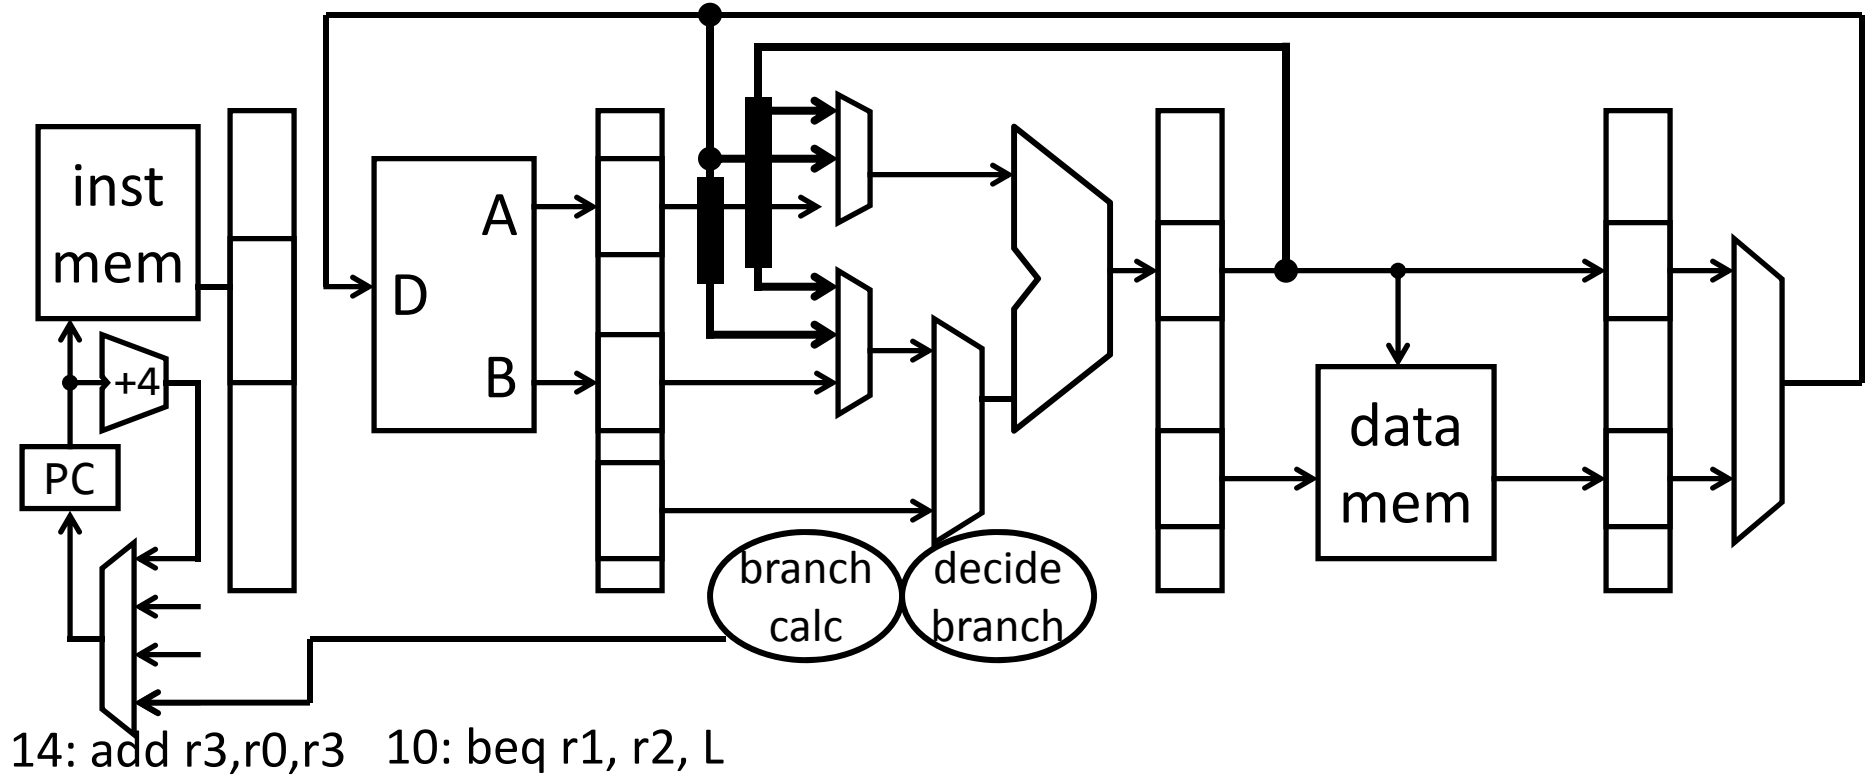 inst
mem
+4
PC
D
A
B
branch
calc
decide
branch
data
mem
14: add r3,r0,r3
10: beq r1, r2, L